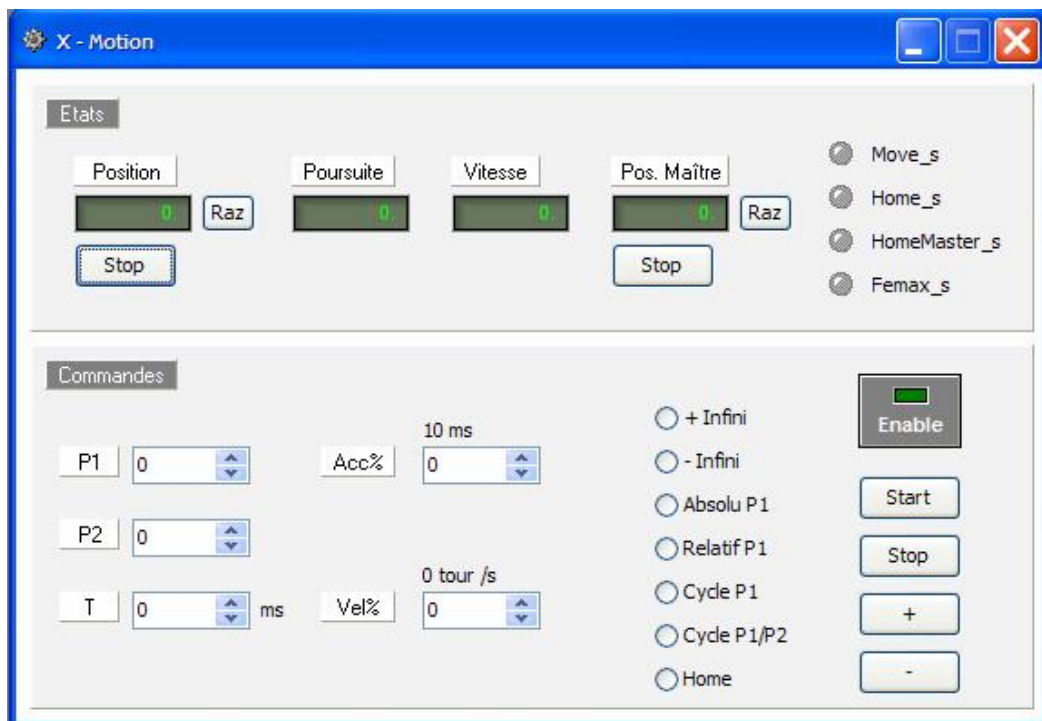 X - Motion
Etats
Position Poursuite Vitesse Pos. Maître
0. Raz 0. 0. 0. Raz
Stop Stop
Move_s
Home_s
HomeMaster_s
Femax_s
Commandes
P1 0
P2 0
T 0 ms
10 ms
Acc% 0
0 tour /s
Vel% 0
+ Infini
- Infini
Absolu P1
Relatif P1
Cycle P1
Cycle P1/P2
Home
Enable
Start
Stop
+
-